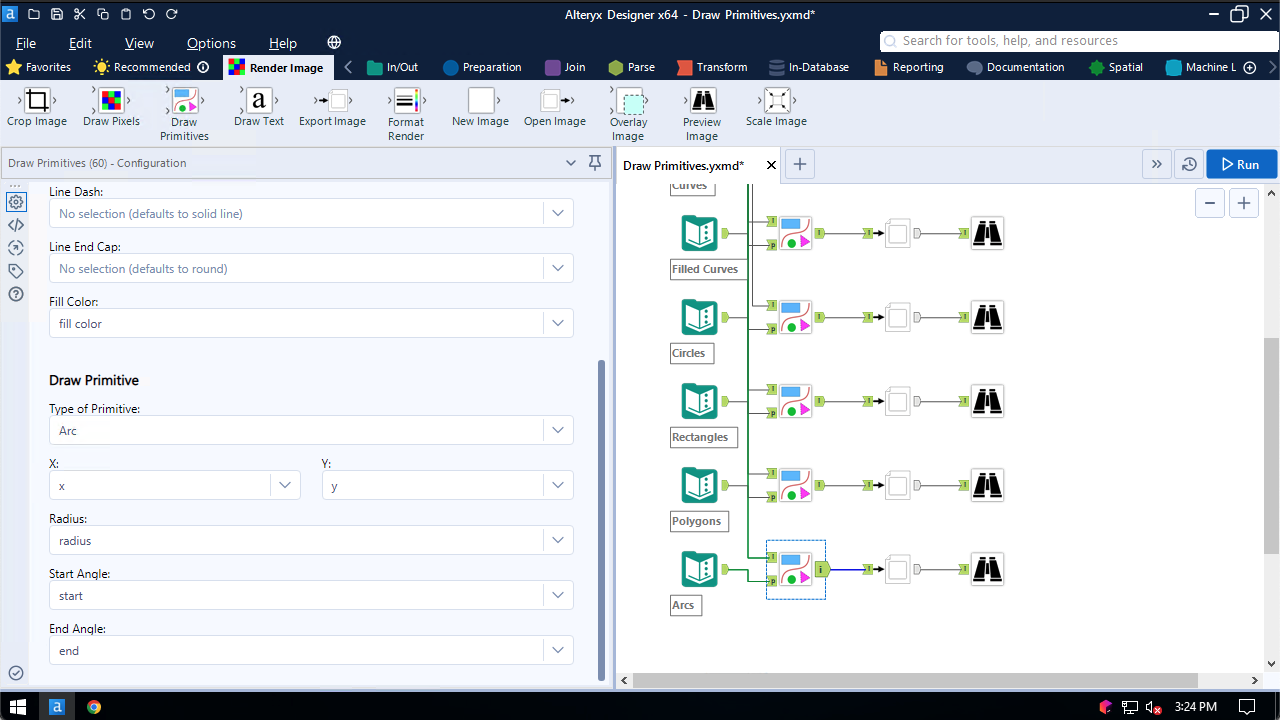 Alteryx Designer x64 - Draw Primitives.yxmd*
File Edit View Options Help
Search for tools, help, and resources
Favorites Recommended Render Image In/Out Preparation Join Parse Transform In-Database Reporting Documentation Spatial Machine L
Crop Image Draw Pixels Draw Primitives Draw Text Export Image Format Render New Image Open Image Overlay Image Preview Image Scale Image
Draw Primitives (60) - Configuration
Draw Primitives.yxmd*
Run
Line Dash:
No selection (defaults to solid line)
Line End Cap:
No selection (defaults to round)
Fill Color:
fill color
Draw Primitive
Type of Primitive:
Arc
X: Y:
x y
Radius:
radius
Start Angle:
start
End Angle:
end
Curves
Filled Curves
Circles
Rectangles
Polygons
Arcs
3:24 PM